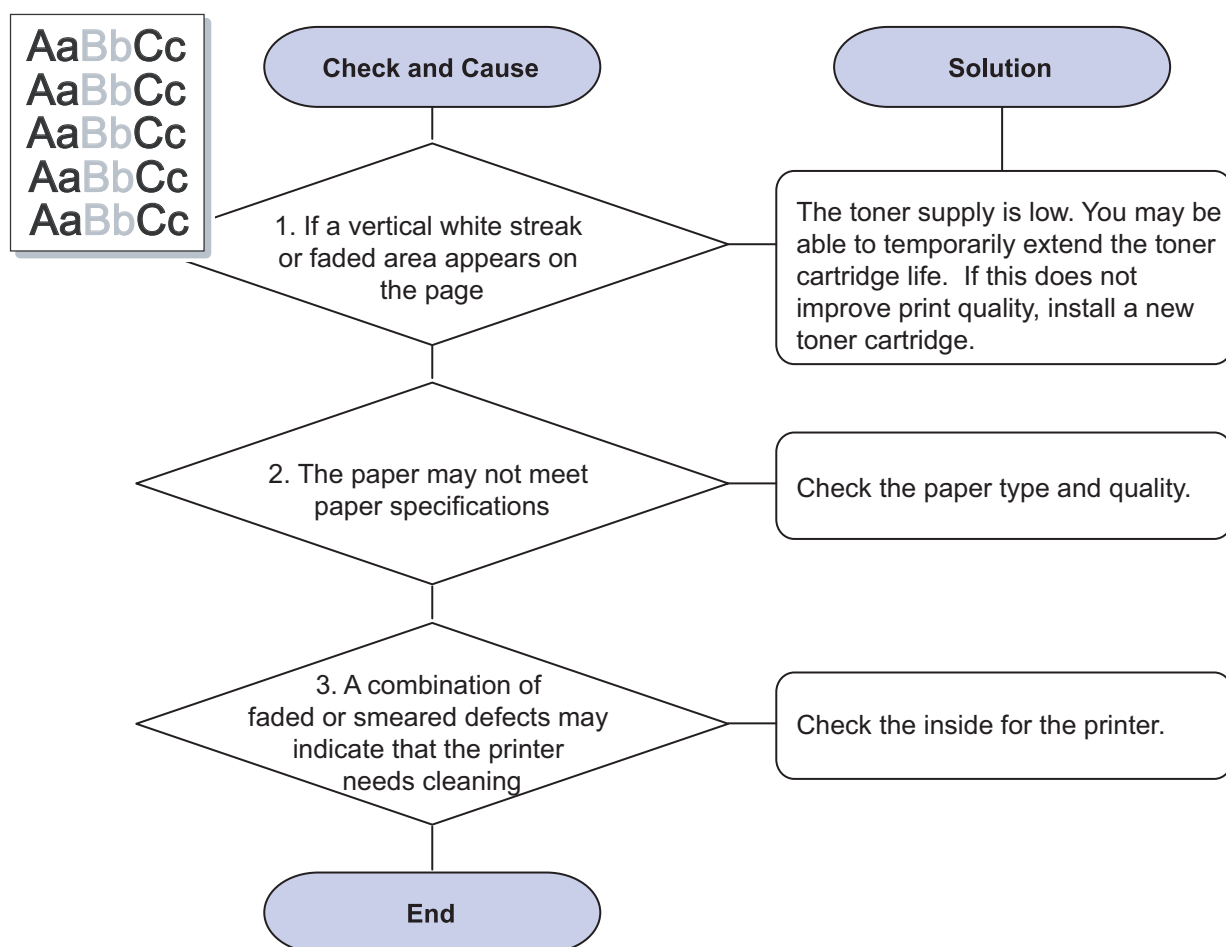 AaBbCc
AaBbCc
AaBbCc
AaBbCc
AaBbCc
Check and Cause
Solution
1. If a vertical white streak
or faded area appears on
the page
The toner supply is low. You may be
able to temporarily extend the toner
cartridge life.  If this does not
improve print quality, install a new
toner cartridge.
2. The paper may not meet
paper specifications
Check the paper type and quality.
3. A combination of
faded or smeared defects may
indicate that the printer
needs cleaning
Check the inside for the printer.
End